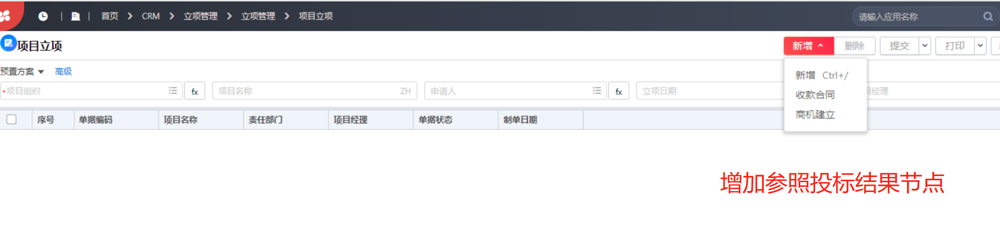 首页 > CRM > 立项管理 > 立项管理 > 项目立项 请输入应用名称
项目立项 新增 删除 提交 打印
预置方案 高级
新增 Ctrl+/
收款合同
商机建立
*项目组织 fx 项目名称 ZH 申请人 fx 立项日期 经理
序号 单据编码 项目名称 责任部门 项目经理 单据状态 制单日期
增加参照投标结果节点